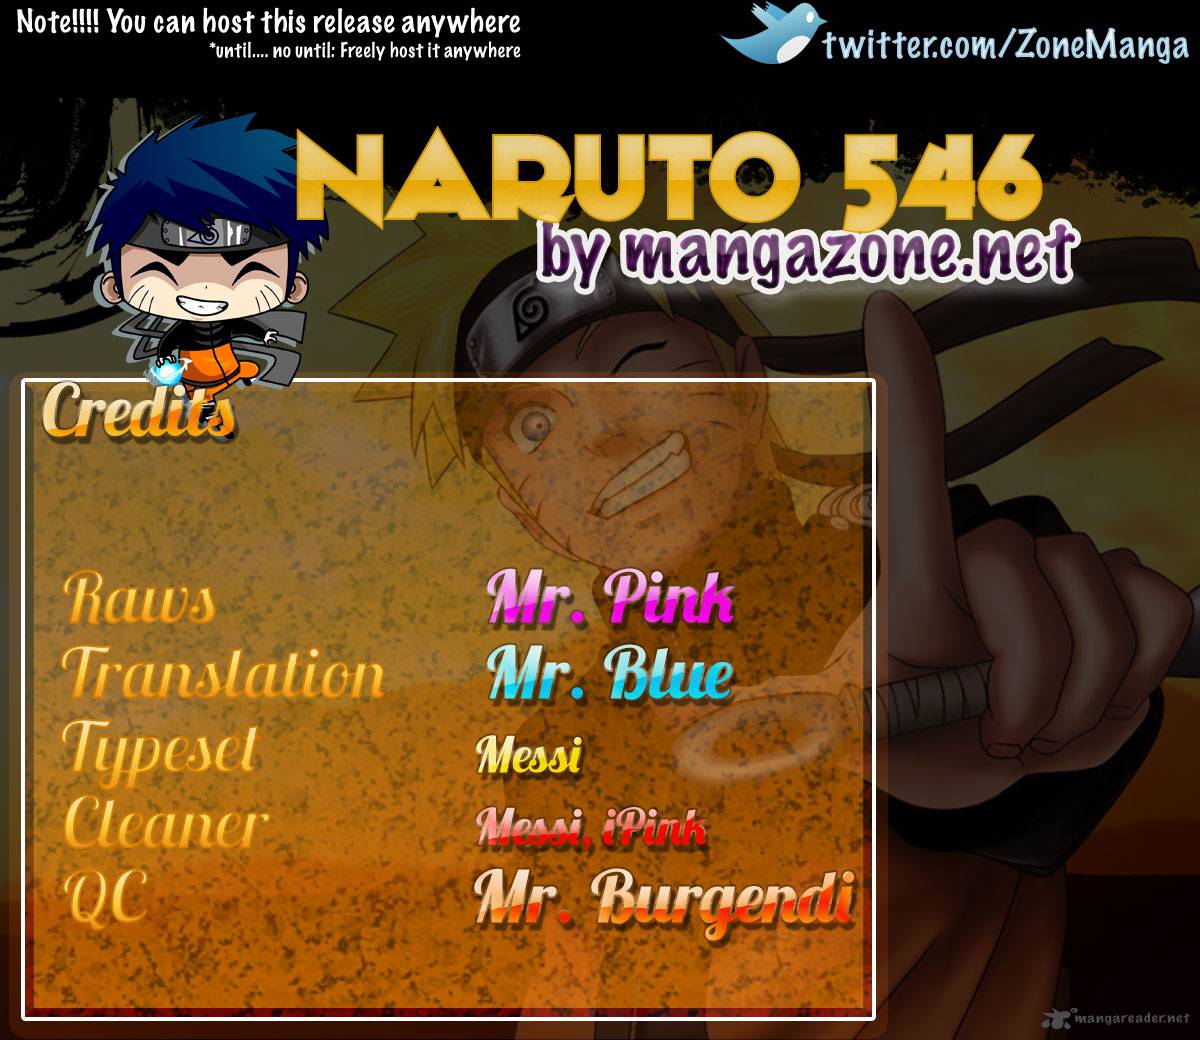 Note!!!! You can host this release anywhere
*until.... no until: Freely host it anywhere
twitter.com/ZoneManga
NARUTO 546
by mangazone.net
Credits
Raws Mr. Pink
Translation Mr. Blue
Typeset Messi
Cleaner Messi, iPink
QC Mr. Burgendi
mangareader.net